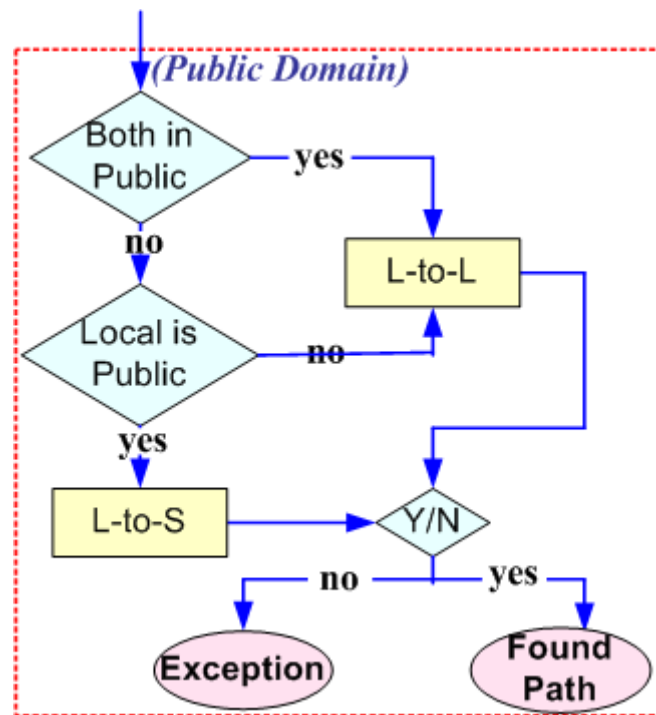 (Public Domain)
Both in
Public
yes
no
L-to-L
Local is
Public
no
yes
L-to-S
Y/N
no
yes
Exception
Found
Path